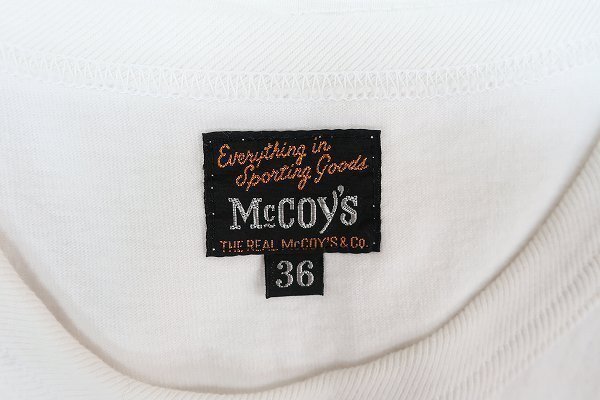 Everything in
Sporting Goods
McCOY'S
THE REAL McCOY'S & Co.
36